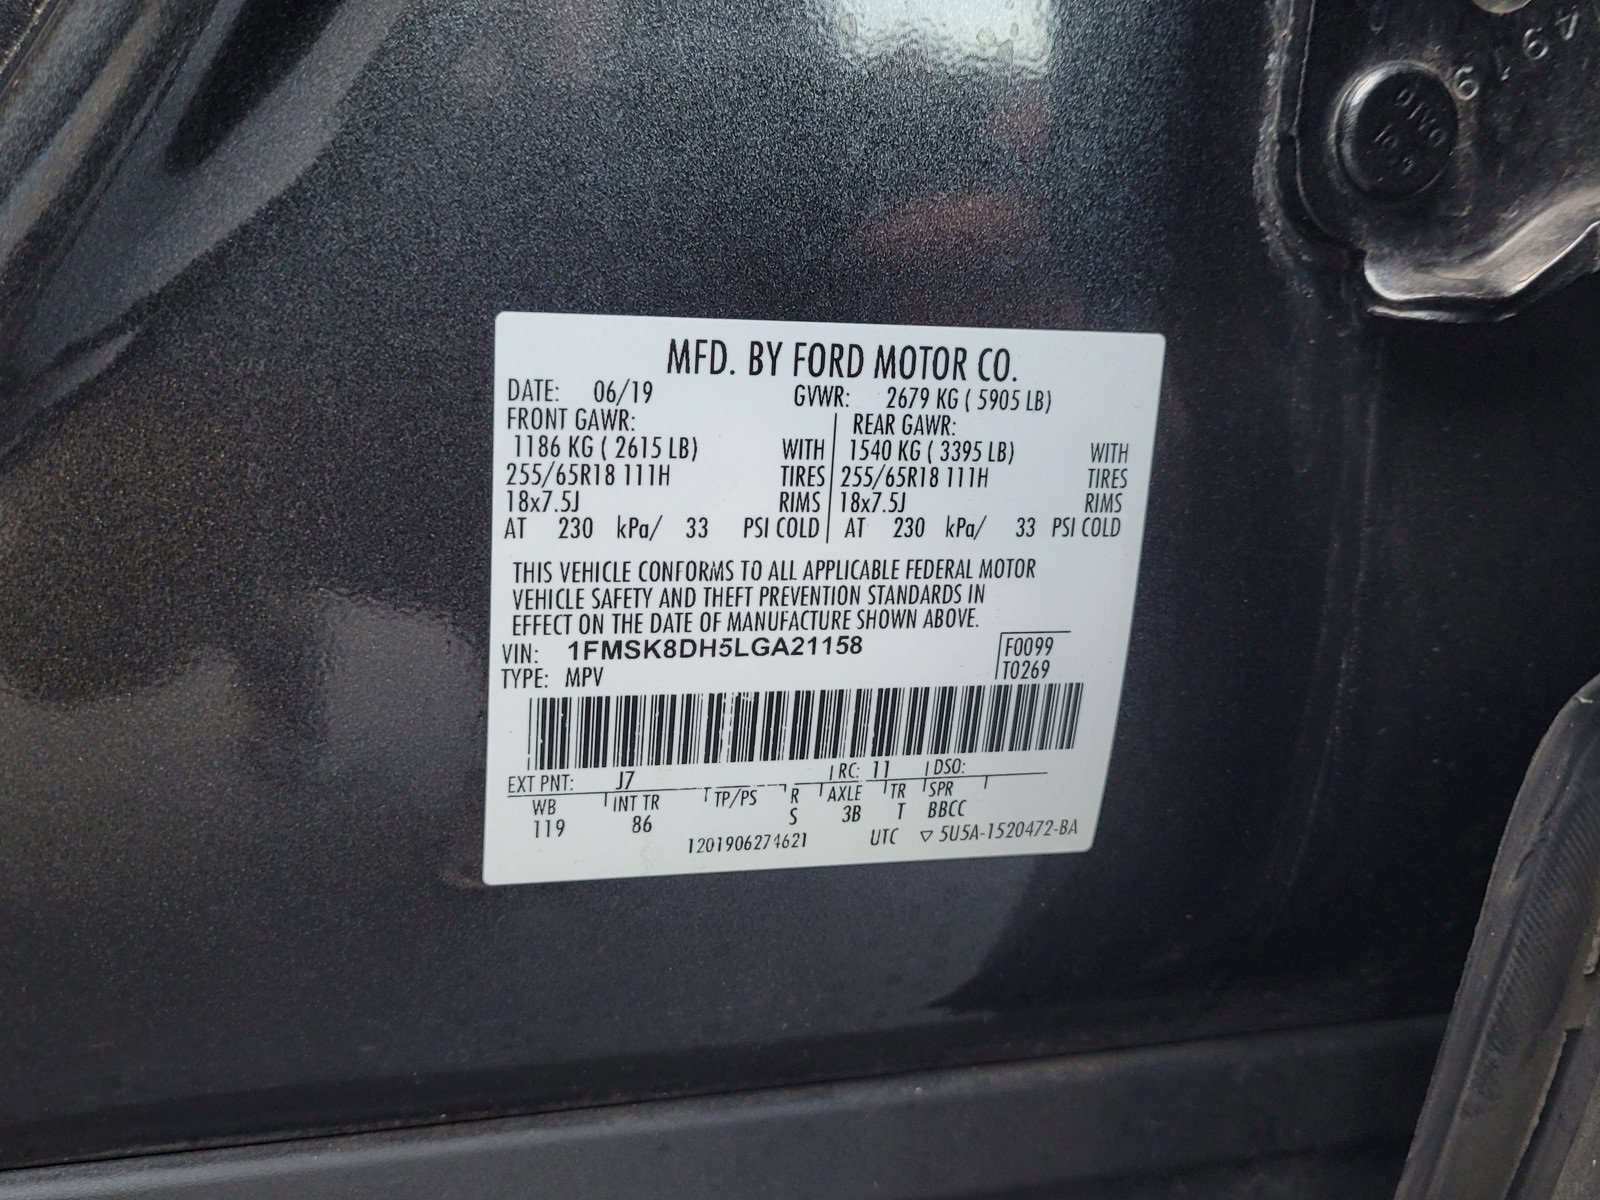 4919
DIVO
MFD. BY FORD MOTOR CO.
DATE: 06/19 GVWR: 2679 KG ( 5905 LB)
FRONT GAWR: REAR GAWR:
1186 KG ( 2615 LB) WITH 1540 KG ( 3395 LB) WITH
255/65R18 111H TIRES 255/65R18 111H TIRES
18x7.5J RIMS 18x7.5J RIMS
AT 230 kPa/ 33 PSI COLD AT 230 kPa/ 33 PSI COLD
THIS VEHICLE CONFORMS TO ALL APPLICABLE FEDERAL MOTOR
VEHICLE SAFETY AND THEFT PREVENTION STANDARDS IN
EFFECT ON THE DATE OF MANUFACTURE SHOWN ABOVE.
VIN: 1FMSK8DH5LGA21158 F0099
TYPE: MPV T0269
EXT PNT: J7 RC: 11 DSO:
WB INT TR TP/PS R AXLE TR SPR
119 86 S 3B T BBCC
1201906274621 UTC ▽ 5U5A-1520472-BA